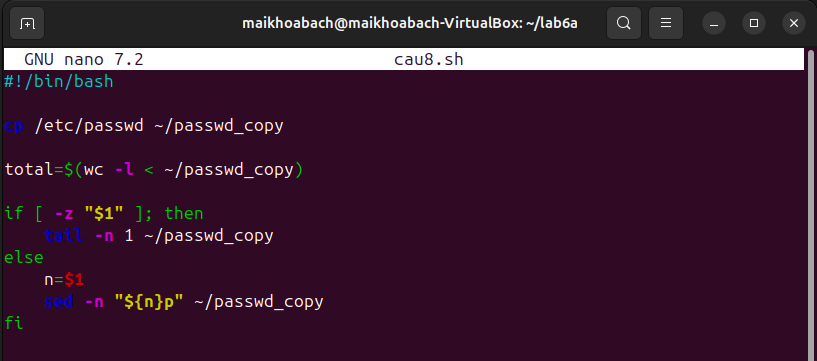 maikhoabach@maikhoabach-VirtualBox: ~/lab6a
GNU nano 7.2 cau8.sh
#!/bin/bash
cp /etc/passwd ~/passwd_copy
total=$(wc -l < ~/passwd_copy)
if [ -z "$1" ]; then
    tail -n 1 ~/passwd_copy
else
    n=$1
    sed -n "${n}p" ~/passwd_copy
fi